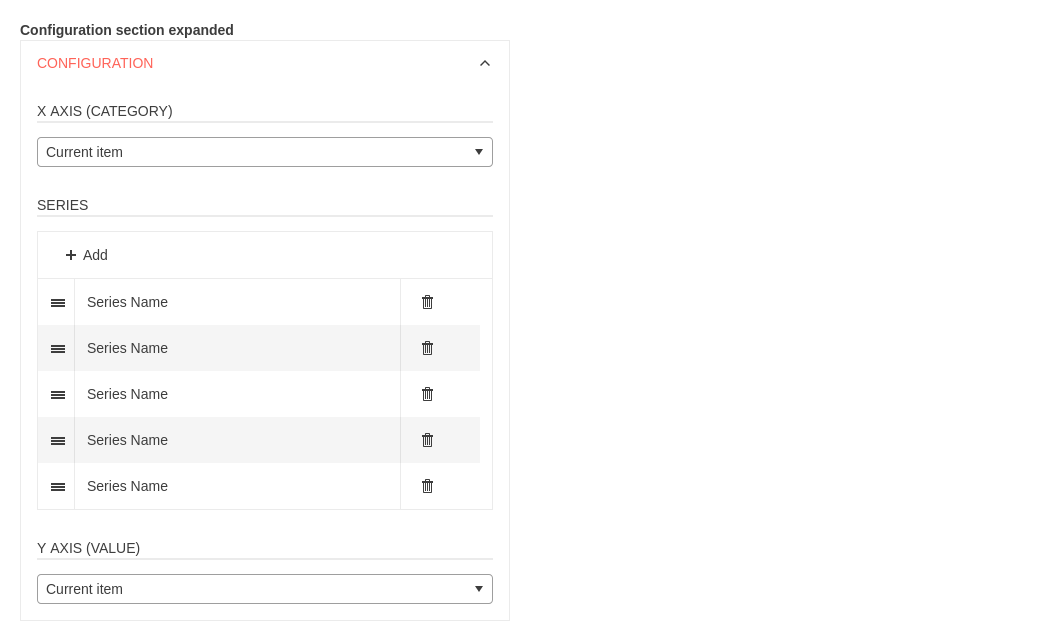 Configuration section expanded
CONFIGURATION
X AXIS (CATEGORY)
Current item
SERIES
Add
Series Name
Series Name
Series Name
Series Name
Series Name
Y AXIS (VALUE)
Current item